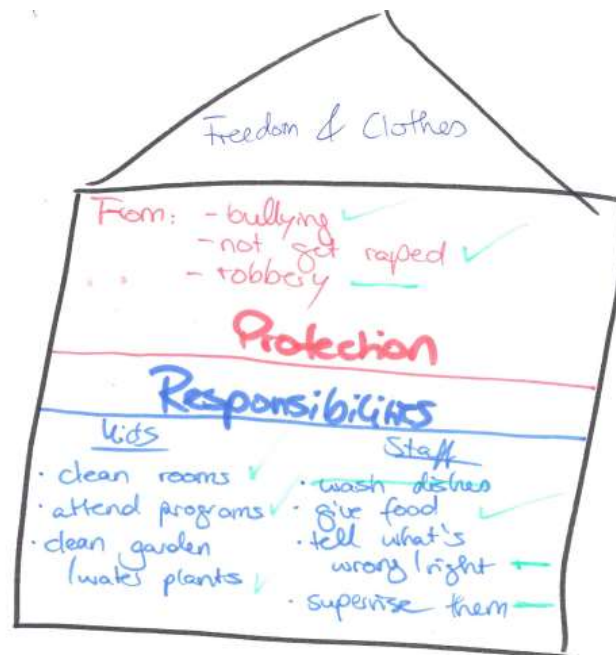 Freedom & Clothes
From: - bullying ✓
- not get raped ✓
- robbery —
Protection
Responsibilities
Kids
· clean rooms ✓
· attend programs ✓
· clean garden
/water plants ✓
Staff
· wash dishes
· give food ✓
· tell what's
wrong/right —
· supervise them —